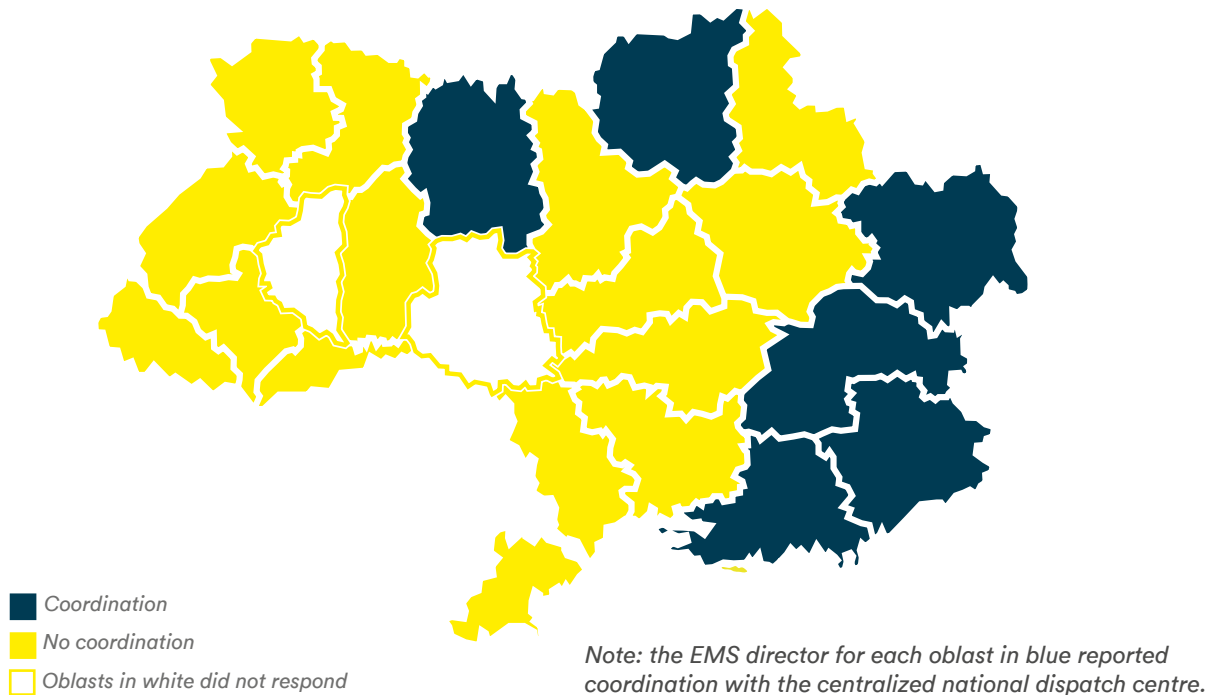 Coordination
No coordination
Oblasts in white did not respond
Note: the EMS director for each oblast in blue reported
coordination with the centralized national dispatch centre.